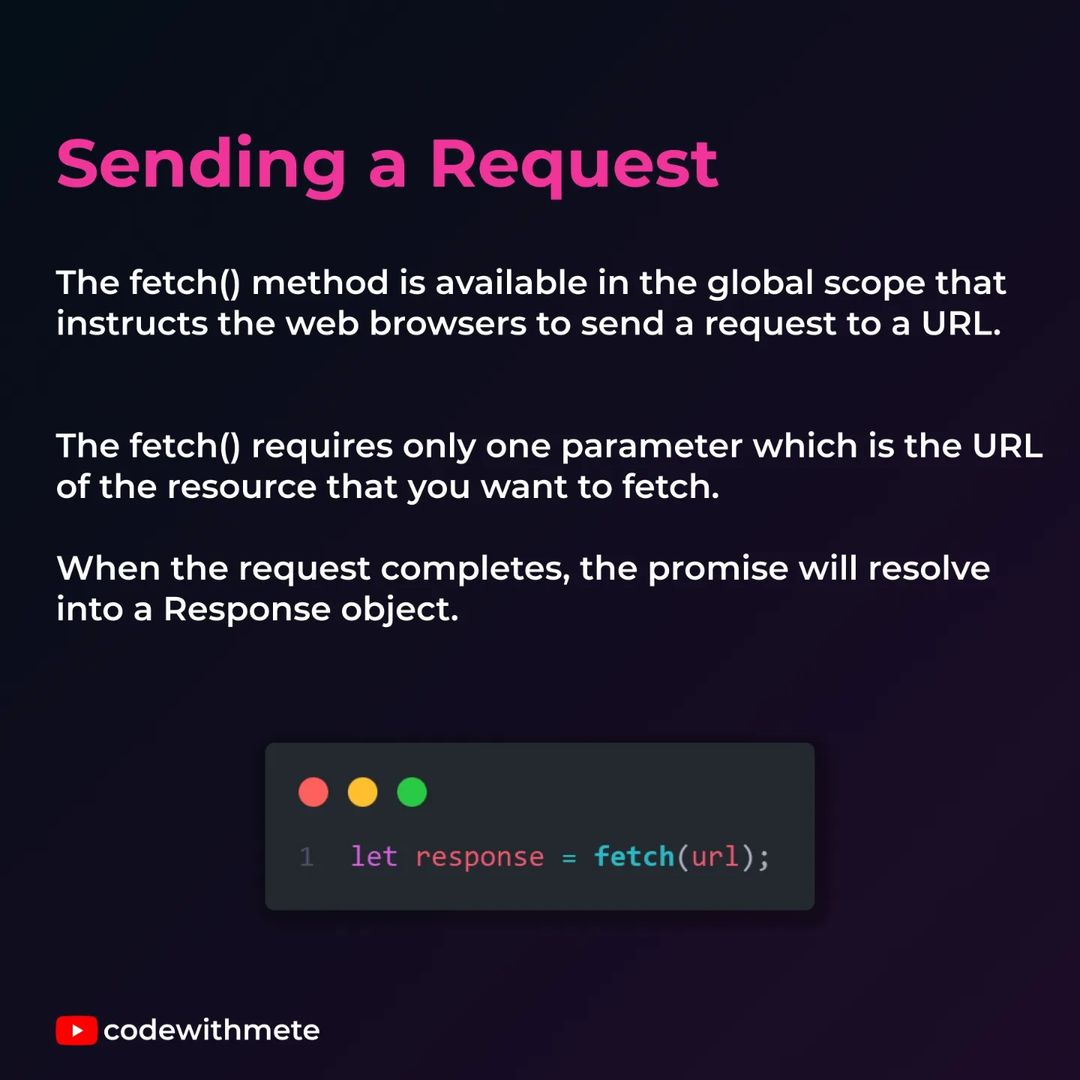 Sending a Request
The fetch() method is available in the global scope that
instructs the web browsers to send a request to a URL.
The fetch() requires only one parameter which is the URL
of the resource that you want to fetch.
When the request completes, the promise will resolve
into a Response object.
1 let response = fetch(url);
codewithmete